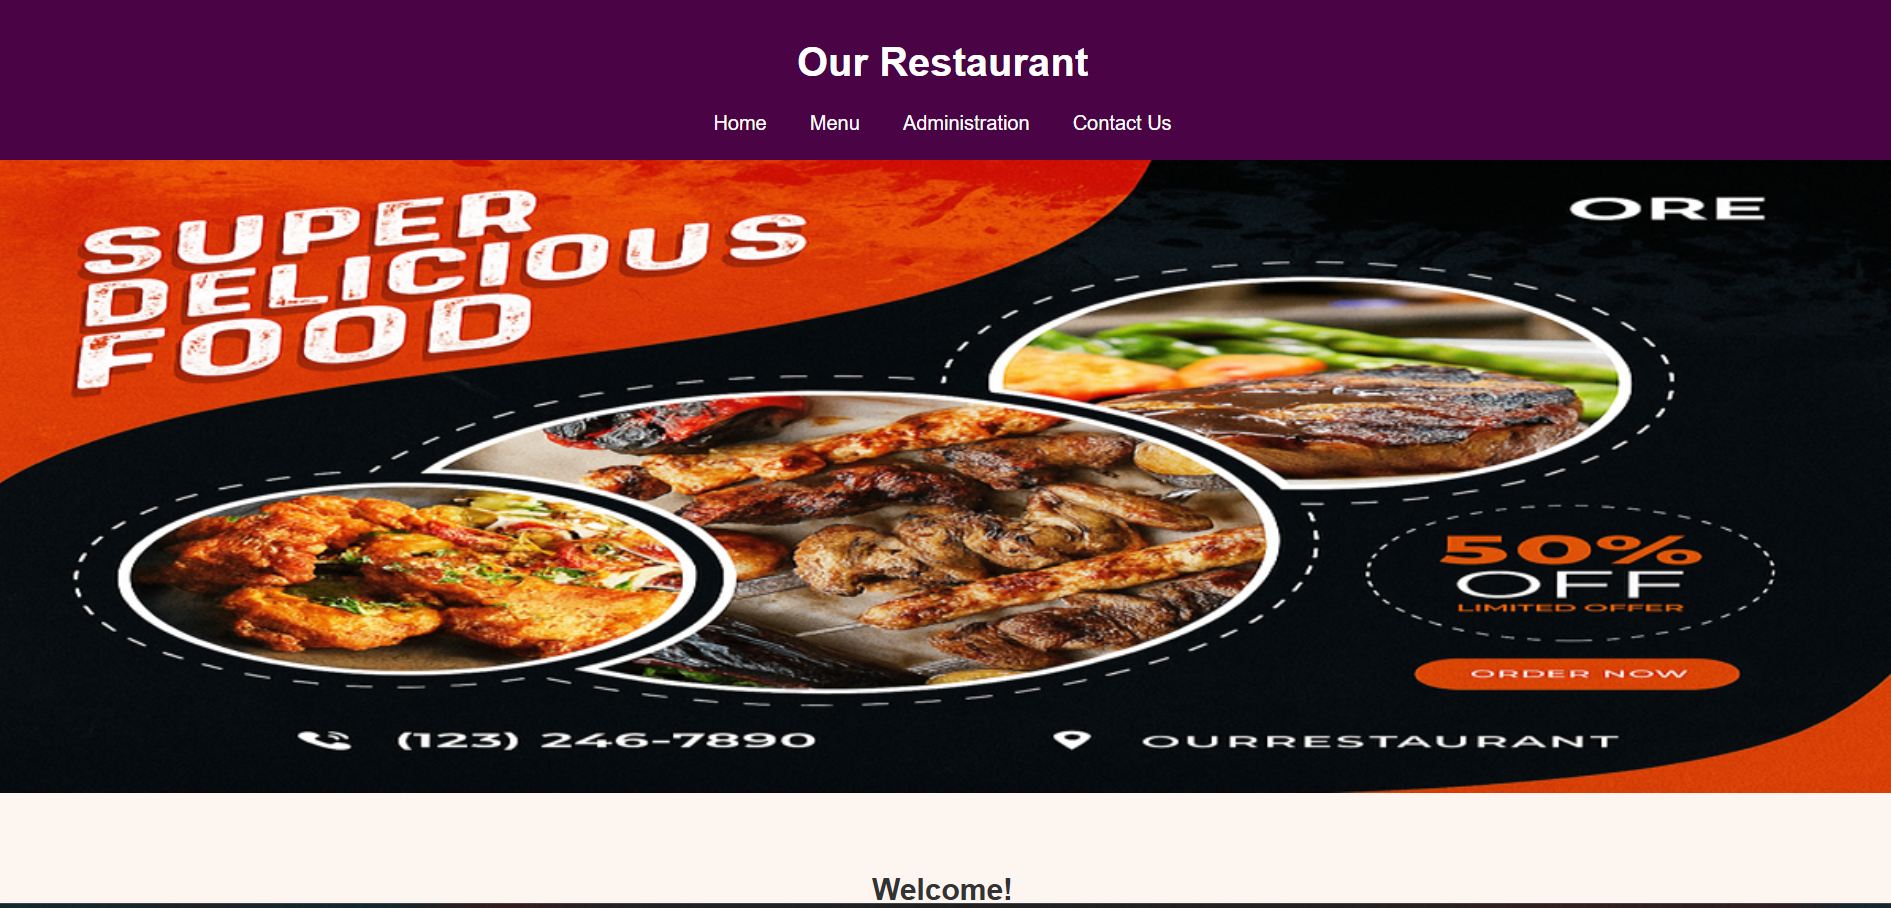 Our Restaurant
Home Menu Administration Contact Us
SUPER
DELICIOUS
FOOD
ORE
50%
OFF
LIMITED OFFER
ORDER NOW
(123) 246-7890
OURRESTAURANT
Welcome!